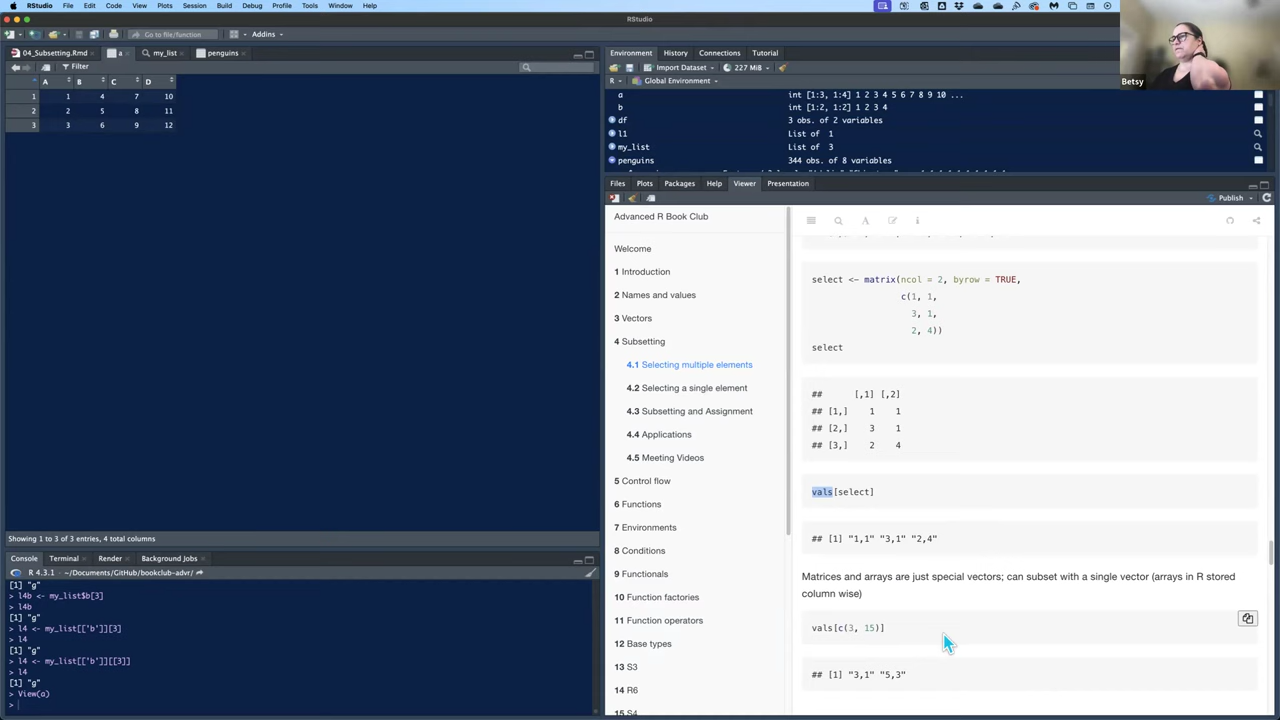 RStudio File Edit Code View Plots Session Build Debug Profile Tools Window Help
RStudio
Go to file/function Addins
04_Subsetting.Rmd a my_list penguins
Filter
A B C D
1 1 4 7 10
2 2 5 8 11
3 3 6 9 12
Showing 1 to 3 of 3 entries, 4 total columns
Console Terminal Render Background Jobs
R 4.3.1 · ~/Documents/GitHub/bookclub-advr/
[1] "g"
> l4b <- my_list$b[3]
> l4b
[1] "g"
> l4 <- my_list[['b']][3]
> l4
[1] "g"
> l4 <- my_list[['b']][[3]]
> l4
[1] "g"
> View(a)
>
Environment History Connections Tutorial
Import Dataset 227 MiB
R Global Environment
a int [1:3, 1:4] 1 2 3 4 5 6 7 8 9 10 ...
b int [1:2, 1:2] 1 2 3 4
df 3 obs. of 2 variables
l1 List of 1
my_list List of 3
penguins 344 obs. of 8 variables
Betsy
Files Plots Packages Help Viewer Presentation
Publish
Advanced R Book Club
Welcome
1 Introduction
2 Names and values
3 Vectors
4 Subsetting
4.1 Selecting multiple elements
4.2 Selecting a single element
4.3 Subsetting and Assignment
4.4 Applications
4.5 Meeting Videos
5 Control flow
6 Functions
7 Environments
8 Conditions
9 Functionals
10 Function factories
11 Function operators
12 Base types
13 S3
14 R6
15 S4
select <- matrix(ncol = 2, byrow = TRUE,
c(1, 1,
3, 1,
2, 4))
select
## [,1] [,2]
## [1,] 1 1
## [2,] 3 1
## [3,] 2 4
vals[select]
## [1] "1,1" "3,1" "2,4"
Matrices and arrays are just special vectors; can subset with a single vector (arrays in R stored
column wise)
vals[c(3, 15)]
## [1] "3,1" "5,3"